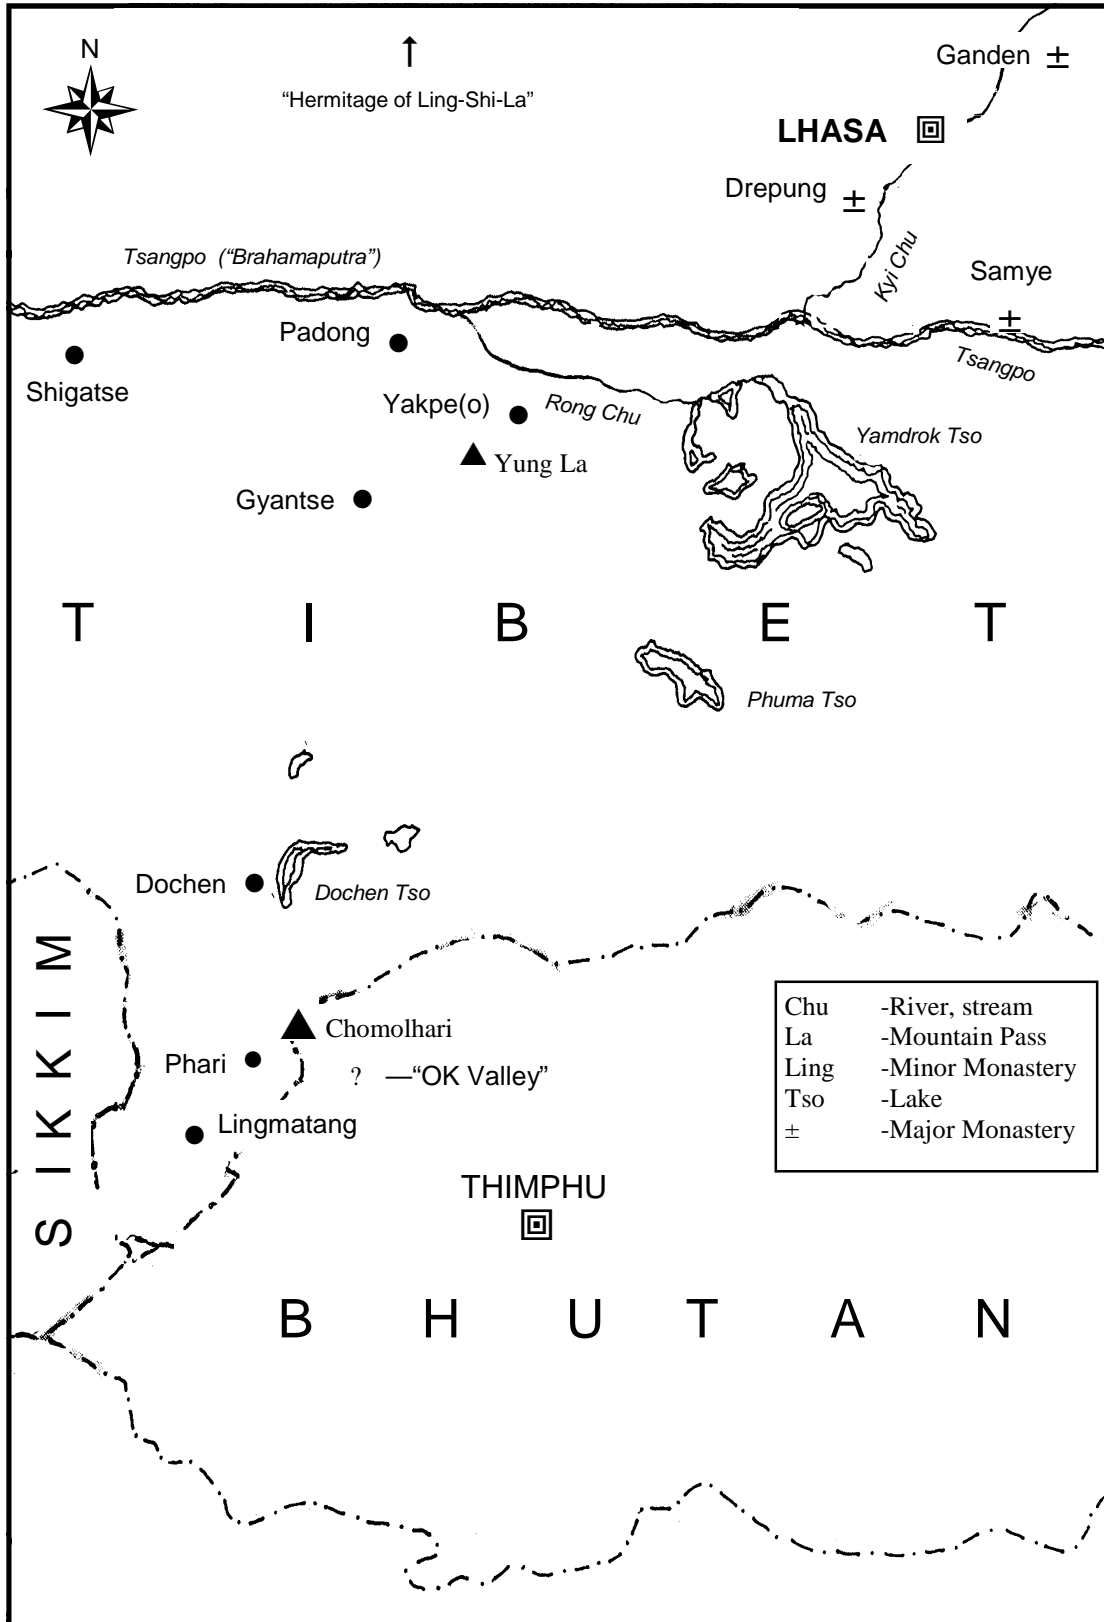 N
↑
“Hermitage of Ling-Shi-La”
Ganden ±
LHASA
Drepung ±
Kyi Chu
Samye
±
Tsangpo (“Brahamaputra”)
Tsangpo
Padong
Shigatse
Yakpe(o)
Rong Chu
Yamdrok Tso
Yung La
Gyantse
T I B E T
Phuma Tso
Dochen
Dochen Tso
SIKKIM
Chomolhari
Phari
? —“OK Valley”
Lingmatang
Chu -River, stream
La -Mountain Pass
Ling -Minor Monastery
Tso -Lake
± -Major Monastery
THIMPHU
B H U T A N